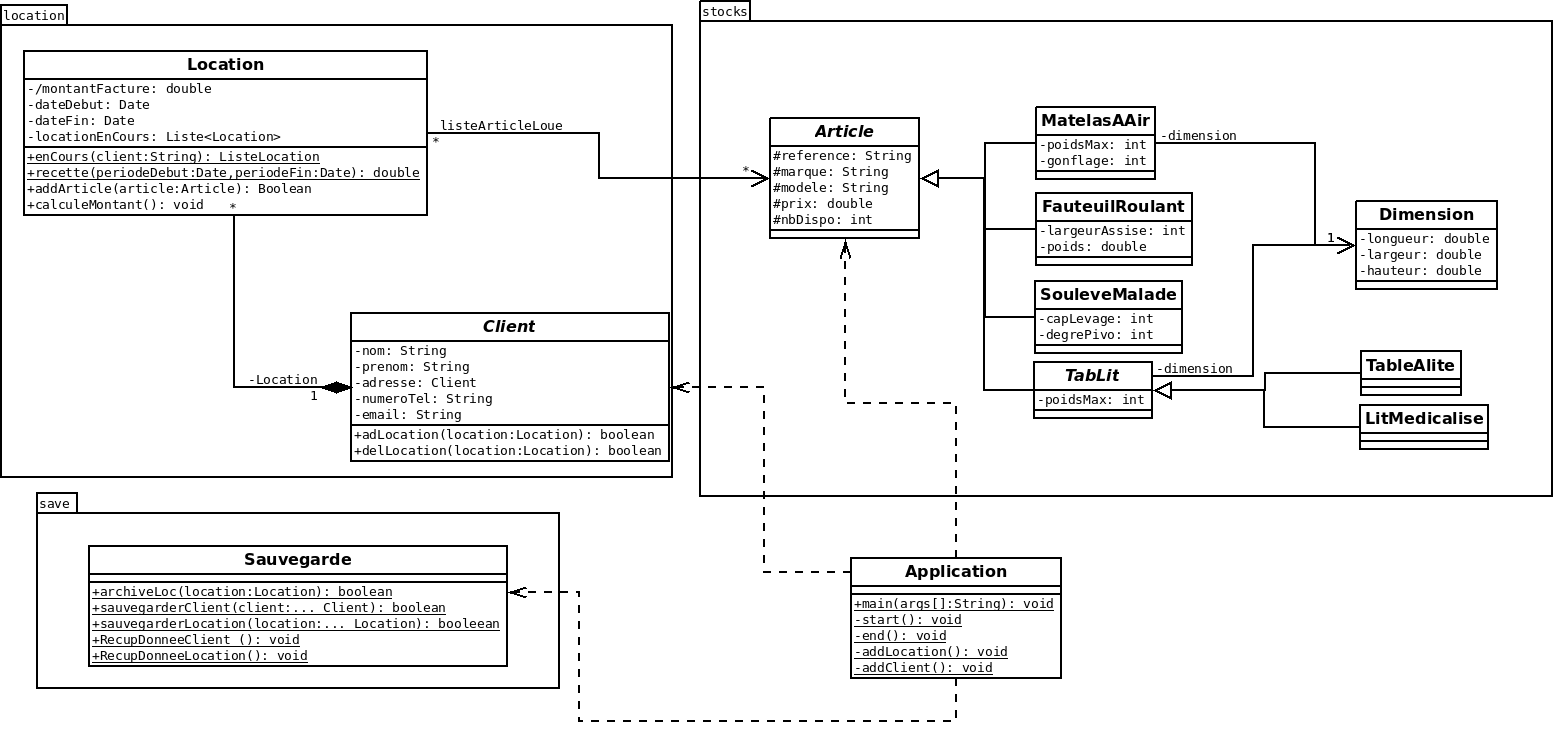 location
Location
-/montantFacture: double
-dateDebut: Date
-dateFin: Date
-locationEnCours: Liste<Location>
+enCours(client:String): ListeLocation
+recette(periodeDebut:Date,periodeFin:Date): double
+addArticle(article:Article): Boolean
+calculeMontant(): void
*
listeArticleLoue
*
*
-Location
1
Client
-nom: String
-prenom: String
-adresse: Client
-numeroTel: String
-email: String
+adLocation(location:Location): boolean
+delLocation(location:Location): boolean
stocks
Article
#reference: String
#marque: String
#modele: String
#prix: double
#nbDispo: int
MatelasAAir
-poidsMax: int
-gonflage: int
-dimension
FauteuilRoulant
-largeurAssise: int
-poids: double
SouleveMalade
-capLevage: int
-degrePivo: int
TabLit
-poidsMax: int
-dimension
1
Dimension
-longueur: double
-largeur: double
-hauteur: double
TableAlite
LitMedicalise
save
Sauvegarde
+archiveLoc(location:Location): boolean
+sauvegarderClient(client:... Client): boolean
+sauvegarderLocation(location:... Location): booleean
+RecupDonneeClient (): void
+RecupDonneeLocation(): void
Application
+main(args[]:String): void
-start(): void
-end(): void
-addLocation(): void
-addClient(): void